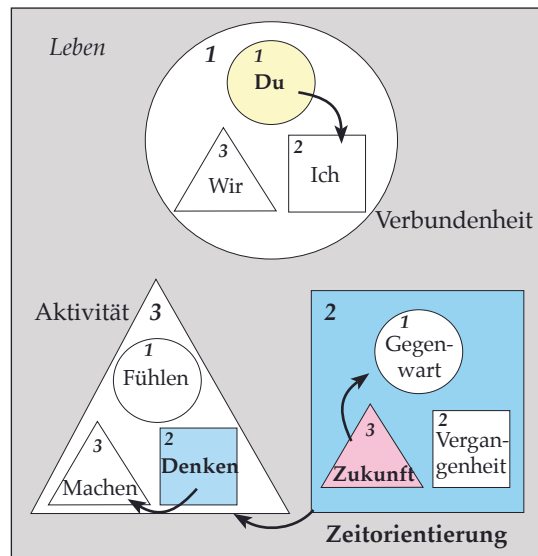 Leben
1
1
Du
3
Wir
2
Ich
Verbundenheit
Aktivität
3
1
Fühlen
3
Machen
2
Denken
2
1
Gegen-
wart
3
Zukunft
2
Vergan-
genheit
Zeitorientierung